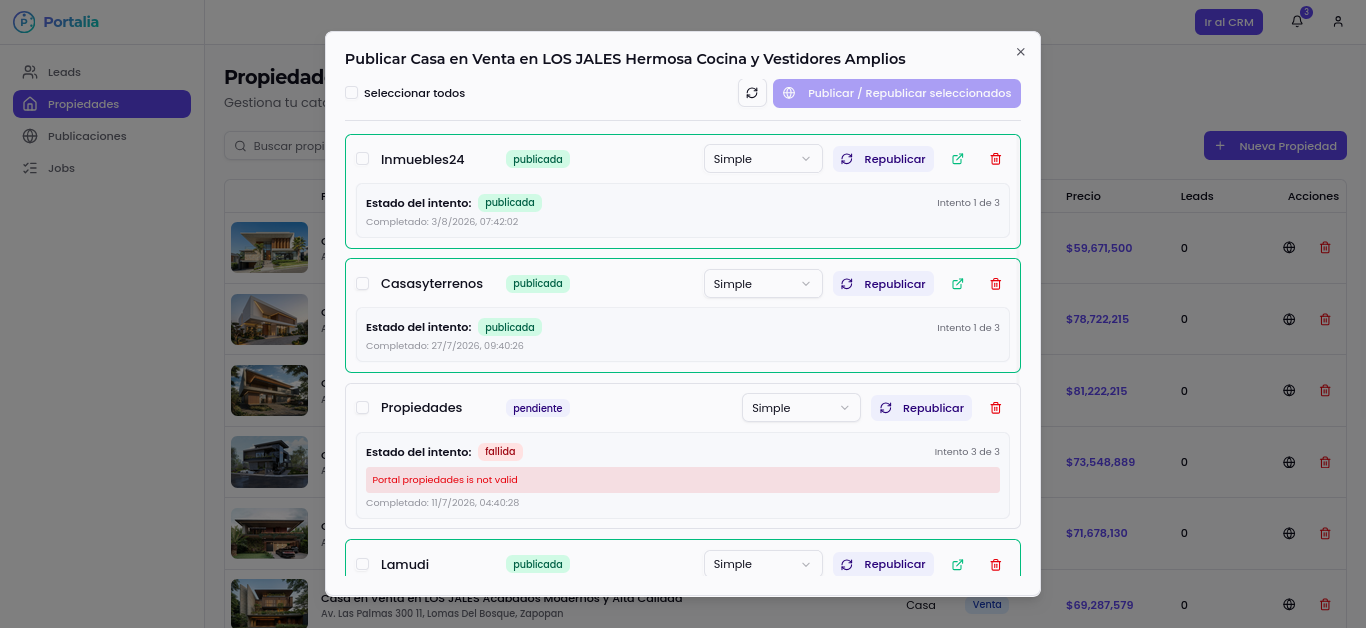 Portalia
Ir al CRM
3
Leads
Propiedades
Publicaciones
Jobs
Propiedad
Gestiona tu cat
Buscar propi
Nueva Propiedad
Precio Leads Acciones
$59,671,500 0
$78,722,215 0
$81,222,215 0
$73,548,889 0
$71,678,130 0
Casa en Venta en LOS JALES Acabados Modernos y Alta Calidad
Av. Las Palmas 300 11, Lomas Del Bosque, Zapopan
Casa Venta $69,287,579 0
Publicar Casa en Venta en LOS JALES Hermosa Cocina y Vestidores Amplios
Seleccionar todos
Publicar / Republicar seleccionados
Inmuebles24 publicada Simple Republicar
Estado del intento: publicada Intento 1 de 3
Completado: 3/8/2026, 07:42:02
Casasyterrenos publicada Simple Republicar
Estado del intento: publicada Intento 1 de 3
Completado: 27/7/2026, 09:40:26
Propiedades pendiente Simple Republicar
Estado del intento: fallida Intento 3 de 3
Portal propiedades is not valid
Completado: 11/7/2026, 04:40:28
Lamudi publicada Simple Republicar